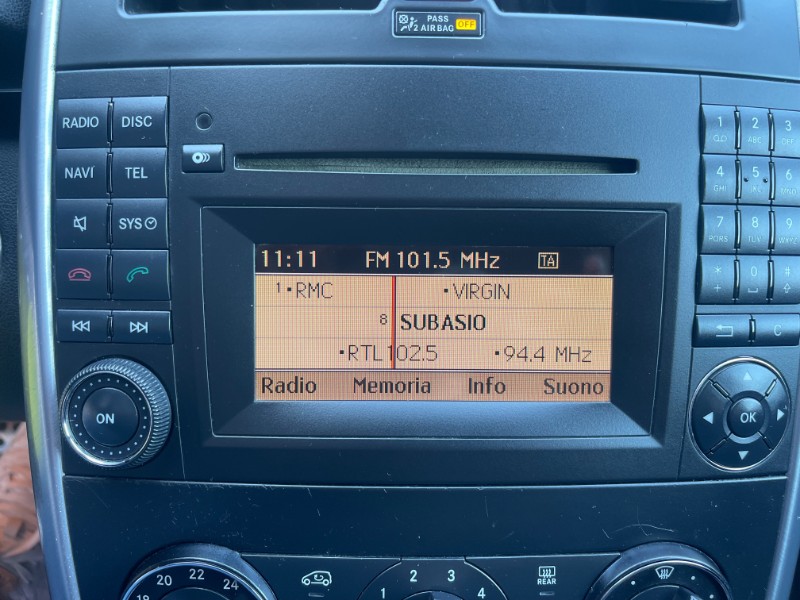 PASS
2 AIRBAG OFF
RADIO DISC
NAVI TEL
SYS
ON
11:11 FM 101.5 MHz TA
1 •RMC •VIRGIN
8 SUBASIO
•RTL102.5 •94.4 MHz
Radio Memoria Info Suono
1 2 3
ABC DEF
4 5 6
GHI JKL MNO
7 8 9
PQRS TUV WXYZ
* 0 #
+
C
OK
20 22 24
1 2 3 4
REAR